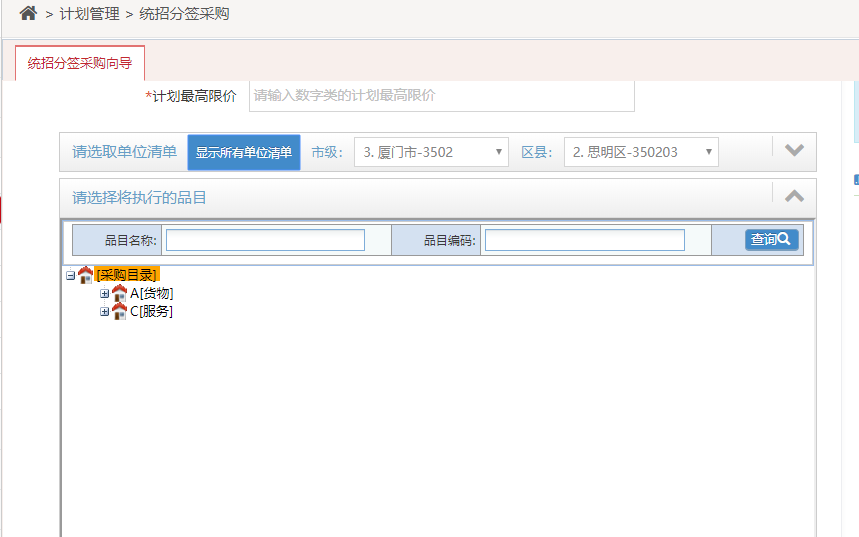 > 计划管理 > 统招分签采购
统招分签采购向导
*计划最高限价 请输入数字类的计划最高限价
请选取单位清单 显示所有单位清单 市级: 3. 厦门市-3502 区县: 2. 思明区-350203
请选择将执行的品目
品目名称: 品目编码: 查询
[采购目录]
A[货物]
C[服务]